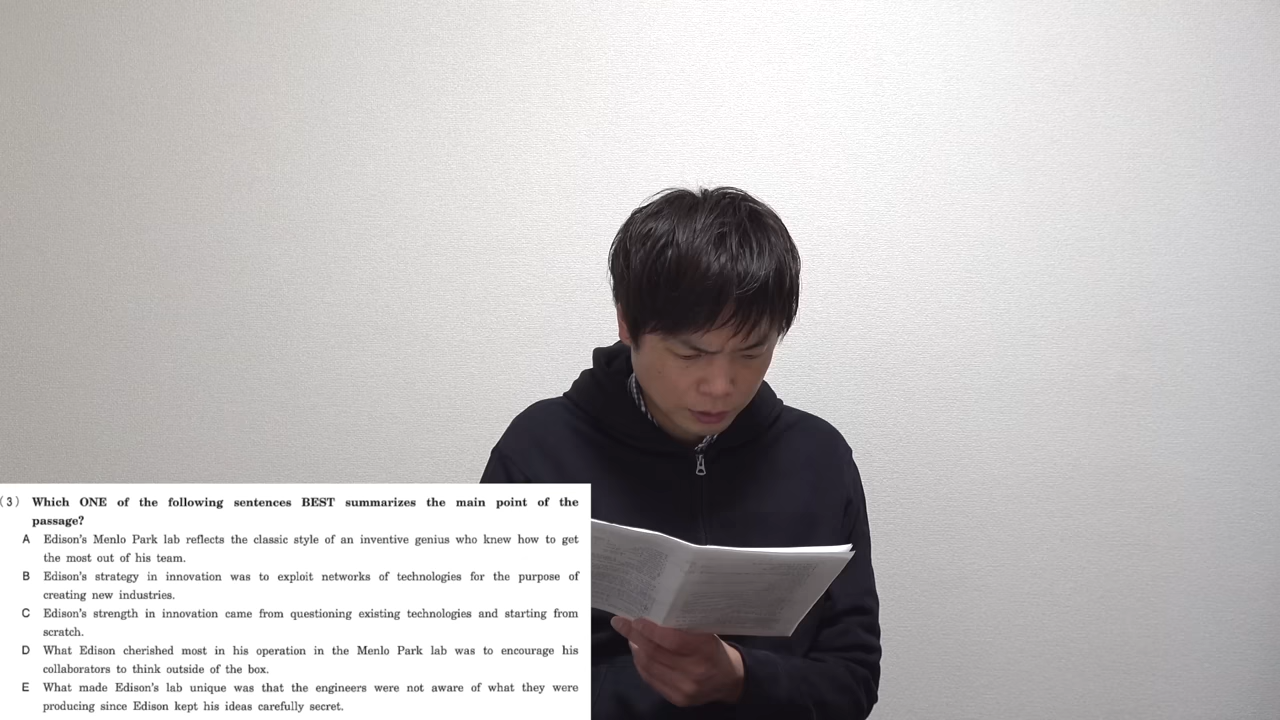 (3) Which ONE of the following sentences BEST summarizes the main point of the
passage?
A Edison's Menlo Park lab reflects the classic style of an inventive genius who knew how to get
the most out of his team.
B Edison's strategy in innovation was to exploit networks of technologies for the purpose of
creating new industries.
C Edison's strength in innovation came from questioning existing technologies and starting from
scratch.
D What Edison cherished most in his operation in the Menlo Park lab was to encourage his
collaborators to think outside of the box.
E What made Edison's lab unique was that the engineers were not aware of what they were
producing since Edison kept his ideas carefully secret.